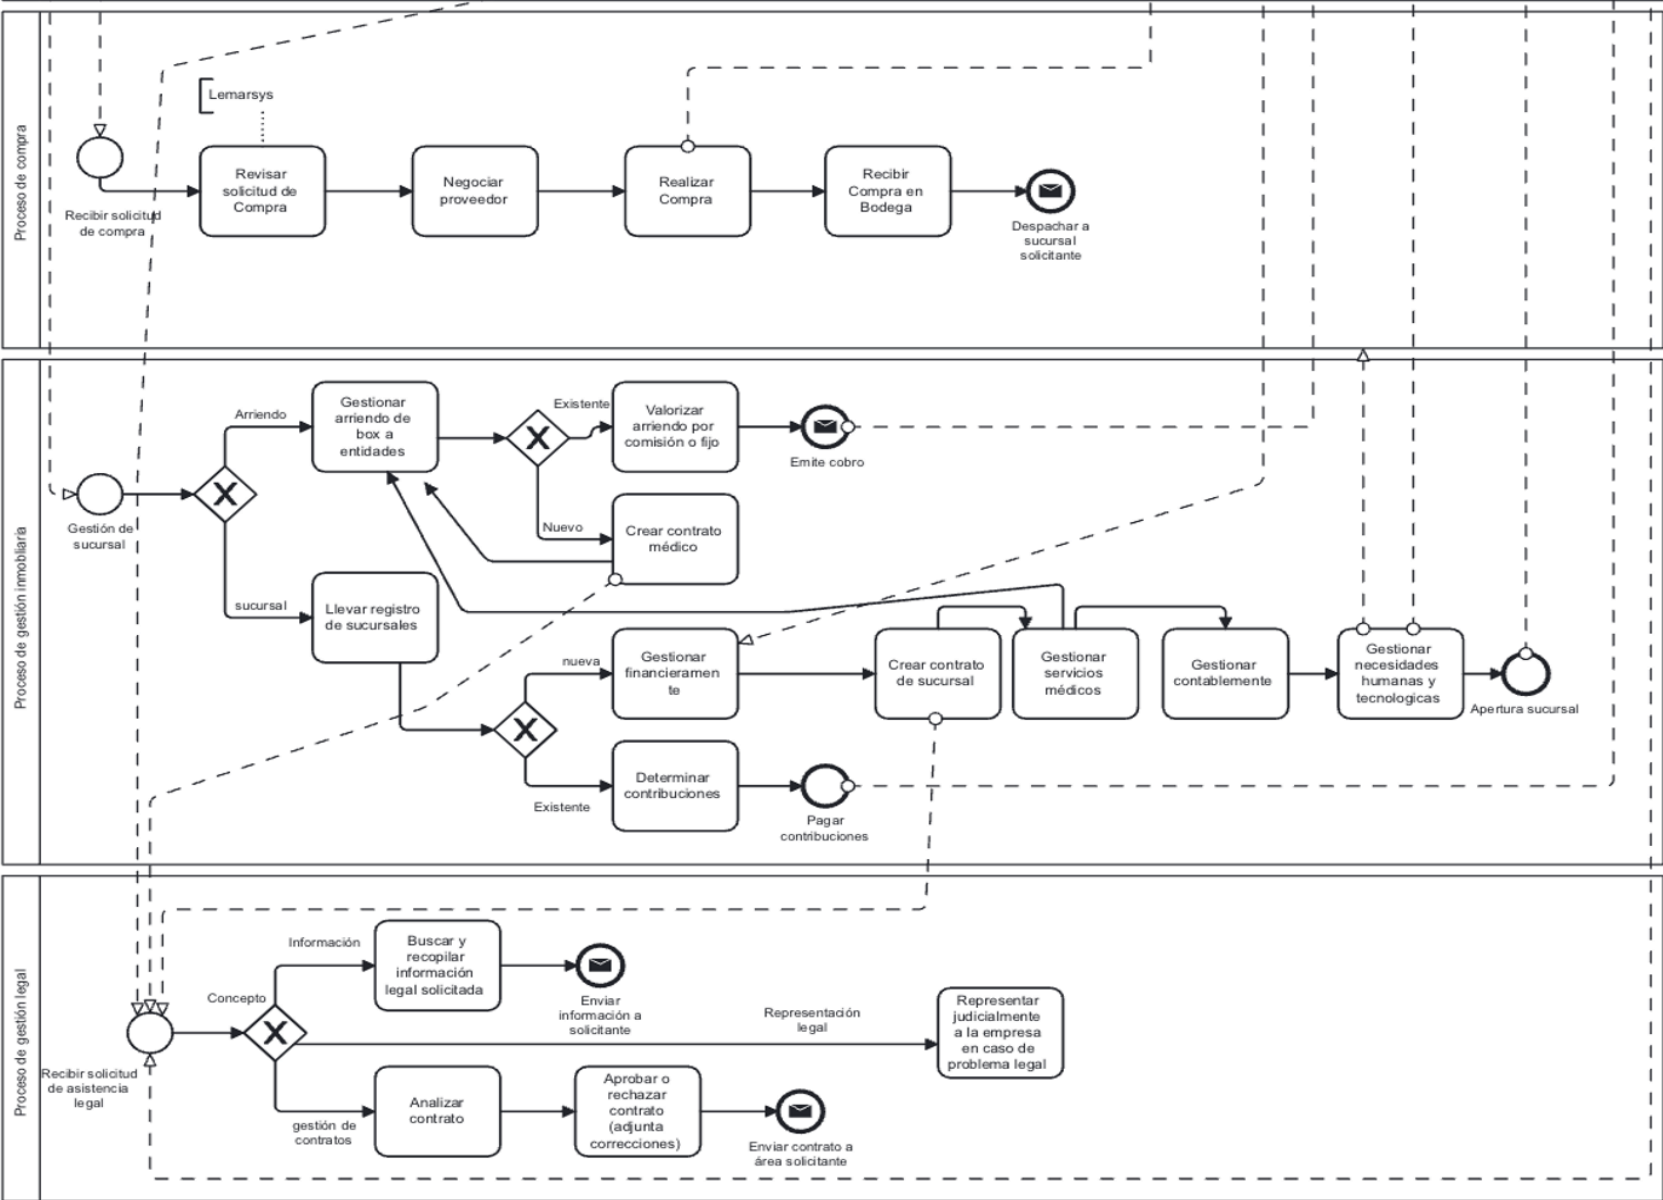 Proceso de compra
Lemarsys
Recibir solicitud
de compra
Revisar
solicitud de
Compra
Negociar
proveedor
Realizar
Compra
Recibir
Compra en
Bodega
Despachar a
sucursal
solicitante
Proceso de gestión inmobliaria
Gestión de
sucursal
Arriendo
sucursal
Gestionar
arriendo de
box a
entidades
Existente
Nuevo
Valorizar
arriendo por
comisión o fijo
Emite cobro
Crear contrato
médico
Llevar registro
de sucursales
nueva
Existente
Gestionar
financieramen
te
Crear contrato
de sucursal
Gestionar
servicios
médicos
Gestionar
contablemente
Gestionar
necesidades
humanas y
tecnologicas
Apertura sucursal
Determinar
contribuciones
Pagar
contribuciones
Proceso de gestión legal
Recibir solicitud
de asistencia
legal
Concepto
Información
Buscar y
recopilar
información
legal solicitada
Enviar
información a
solicitante
Representación
legal
Representar
judicialmente
a la empresa
en caso de
problema legal
gestión de
contratos
Analizar
contrato
Aprobar o
rechazar
contrato
(adjunta
correcciones)
Enviar contrato a
área solicitante